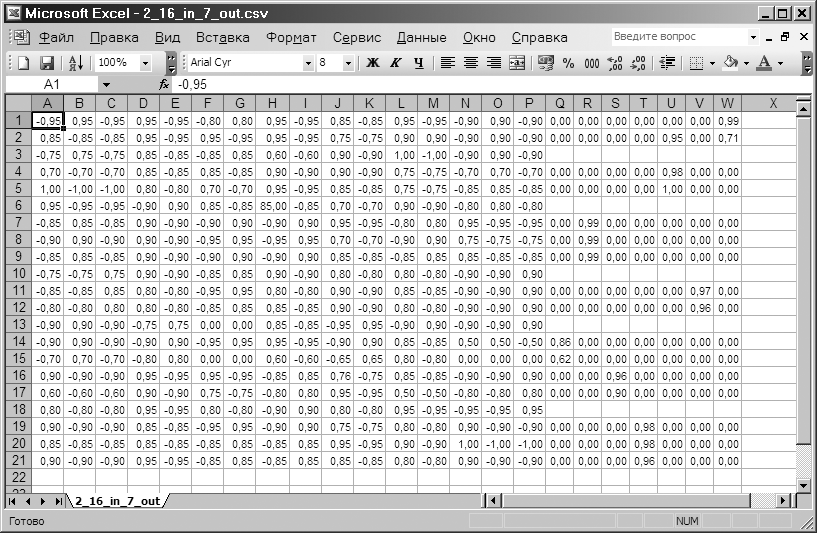 Microsoft Excel - 2_16_in_7_out.csv
Файл Правка Вид Вставка Формат Сервис Данные Окно Справка Введите вопрос
100% Arial Cyr 8 Ж К Ч % 000
A1 fx -0,95
A B C D E F G H I J K L M N O P Q R S T U V W X
1 -0,95 0,95 -0,95 0,95 -0,95 -0,80 0,80 0,95 -0,95 0,85 -0,85 0,95 -0,95 -0,90 0,90 -0,90 0,00 0,00 0,00 0,00 0,00 0,00 0,99
2 0,85 -0,85 -0,85 0,95 -0,95 -0,90 0,90 0,95 -0,95 0,75 -0,75 0,90 0,90 -0,90 0,90 -0,90 0,00 0,00 0,00 0,00 0,95 0,00 0,71
3 -0,75 0,75 -0,75 0,85 -0,85 -0,85 0,85 0,60 -0,60 0,90 -0,90 1,00 -1,00 -0,90 0,90 -0,90
4 0,70 -0,70 -0,70 0,85 0,85 0,85 -0,85 0,90 -0,90 0,90 -0,90 0,75 -0,75 -0,70 0,70 -0,70 0,00 0,00 0,00 0,00 0,98 0,00 0,00
5 1,00 -1,00 -1,00 0,80 -0,80 0,70 -0,70 0,95 -0,95 0,85 -0,85 0,75 -0,75 -0,85 0,85 -0,85 0,00 0,00 0,00 0,00 1,00 0,00 0,00
6 0,95 -0,95 -0,95 -0,90 0,90 0,85 -0,85 85,00 -0,85 0,70 -0,70 0,90 -0,90 -0,80 0,80 -0,80
7 -0,85 0,85 -0,90 0,90 -0,90 -0,90 0,90 -0,90 0,90 0,95 -0,95 -0,80 0,80 0,95 -0,95 -0,95 0,00 0,99 0,00 0,00 0,00 0,00 0,00
8 -0,90 0,90 -0,90 0,90 -0,90 -0,95 0,95 -0,95 0,95 0,70 -0,70 -0,90 0,90 0,75 -0,75 -0,75 0,00 0,99 0,00 0,00 0,00 0,00 0,00
9 -0,85 0,85 -0,85 0,90 -0,90 -0,90 0,90 -0,85 0,85 0,90 -0,90 -0,85 0,85 0,85 -0,85 -0,85 0,00 0,99 0,00 0,00 0,00 0,00 0,00
10 -0,75 -0,75 0,75 0,90 -0,90 -0,85 0,85 -0,90 0,90 -0,80 0,80 -0,80 0,80 -0,90 -0,90 0,90
11 -0,85 -0,85 0,85 0,80 -0,80 -0,95 0,95 0,80 -0,80 -0,90 0,90 0,85 -0,85 -0,90 -0,90 0,90 0,00 0,00 0,00 0,00 0,00 0,97 0,00
12 -0,80 -0,80 0,80 0,80 -0,80 -0,80 0,80 0,85 -0,85 -0,80 0,80 0,80 -0,80 -0,85 -0,85 0,85 0,00 0,00 0,00 0,00 0,00 0,96 0,00
13 -0,90 0,90 -0,90 -0,75 0,75 0,00 0,00 0,85 -0,85 -0,95 0,95 -0,90 0,90 -0,90 -0,90 0,90
14 -0,90 0,90 -0,90 -0,95 0,95 0,00 0,00 0,90 -0,90 -0,90 0,90 0,85 -0,85 0,50 0,50 -0,50 0,86 0,00 0,00 0,00 0,00 0,00 0,00
15 -0,70 0,70 -0,70 -0,80 0,80 0,00 0,00 0,60 -0,60 -0,65 0,65 0,80 -0,80 0,00 0,00 0,00 0,62 0,00 0,00 0,00 0,00 0,00 0,00
16 0,90 -0,90 -0,90 0,95 -0,95 0,95 -0,95 -0,85 0,85 0,76 -0,75 0,85 -0,85 -0,90 -0,90 0,90 0,00 0,00 0,96 0,00 0,00 0,00 0,00
17 0,60 -0,60 -0,60 0,90 -0,90 0,75 -0,75 -0,80 0,80 0,95 -0,95 0,50 -0,50 -0,80 -0,80 0,80 0,00 0,00 0,90 0,00 0,00 0,00 0,00
18 0,80 -0,80 -0,80 0,95 -0,95 0,80 -0,80 -0,90 0,90 0,80 -0,80 0,95 -0,95 -0,95 -0,95 0,95
19 0,90 -0,90 -0,90 0,85 -0,85 -0,95 0,95 -0,90 0,90 0,75 -0,75 0,80 -0,80 0,90 -0,90 -0,90 0,00 0,00 0,00 0,98 0,00 0,00 0,00
20 0,85 -0,85 -0,85 0,85 -0,85 -0,95 0,95 -0,85 0,85 0,95 -0,95 0,90 -0,90 1,00 -1,00 -1,00 0,00 0,00 0,00 0,98 0,00 0,00 0,00
21 0,90 -0,90 -0,90 0,95 -0,95 -0,85 0,85 -0,85 0,85 0,85 -0,85 0,80 -0,80 0,90 -0,90 -0,90 0,00 0,00 0,00 0,96 0,00 0,00 0,00
22
2_16_in_7_out
Готово NUM